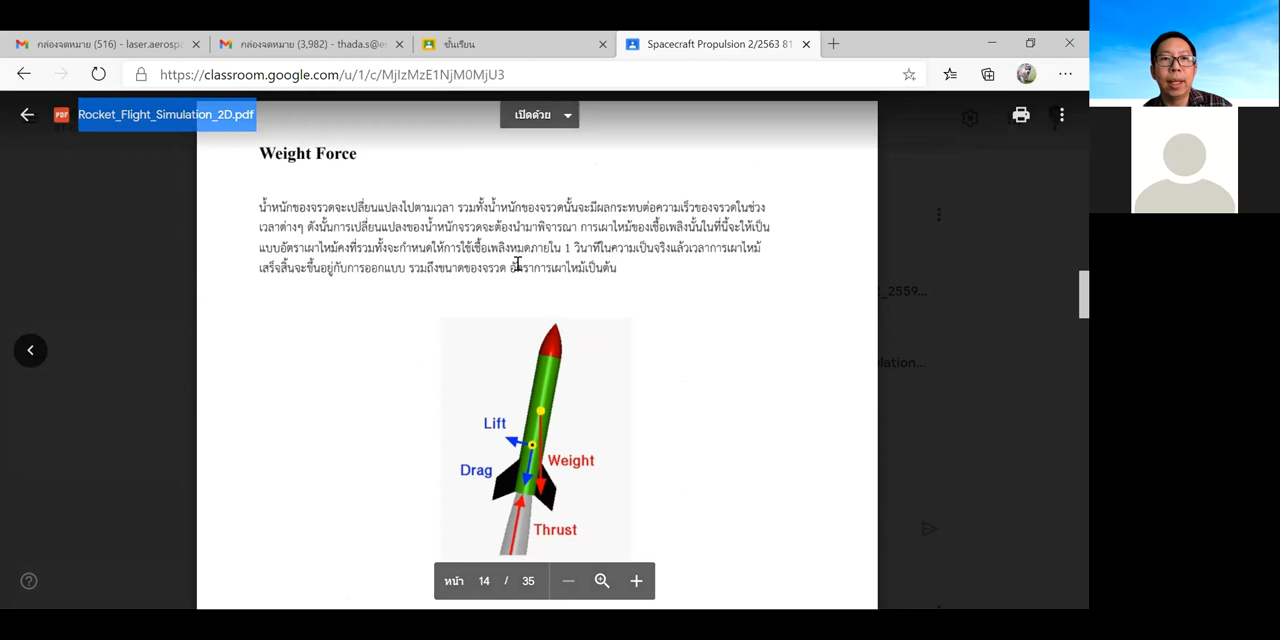 กล่องจดหมาย (516) - laser.aerosp
กล่องจดหมาย (3,982) - thada.s@e
ชั้นเรียน
Spacecraft Propulsion 2/2563 81
https://classroom.google.com/u/1/c/MjIzMzE1NjM0MjU3
PDF
Rocket_Flight_Simulation_2D.pdf
เปิดด้วย
Weight Force
น้ำหนักของจรวดจะเปลี่ยนแปลงไปตามเวลา รวมทั้งน้ำหนักของจรวดนั้นจะมีผลกระทบต่อความเร็วของจรวดในช่วง
เวลาต่างๆ ดังนั้นการเปลี่ยนแปลงของน้ำหนักจรวดจะต้องนำมาพิจารณา การเผาไหม้ของเชื้อเพลิงนั้นในที่นี้จะให้เป็น
แบบอัตราเผาไหม้คงที่รวมทั้งจะกำหนดให้การใช้เชื้อเพลิงหมดภายใน 1 วินาทีในความเป็นจริงแล้วเวลาการเผาไหม้
เสร็จสิ้นจะขึ้นอยู่กับการออกแบบ รวมถึงขนาดของจรวด อัตราการเผาไหม้เป็นต้น
_2559...
ulation...
Lift
Drag
Weight
Thrust
หน้า 14 / 35